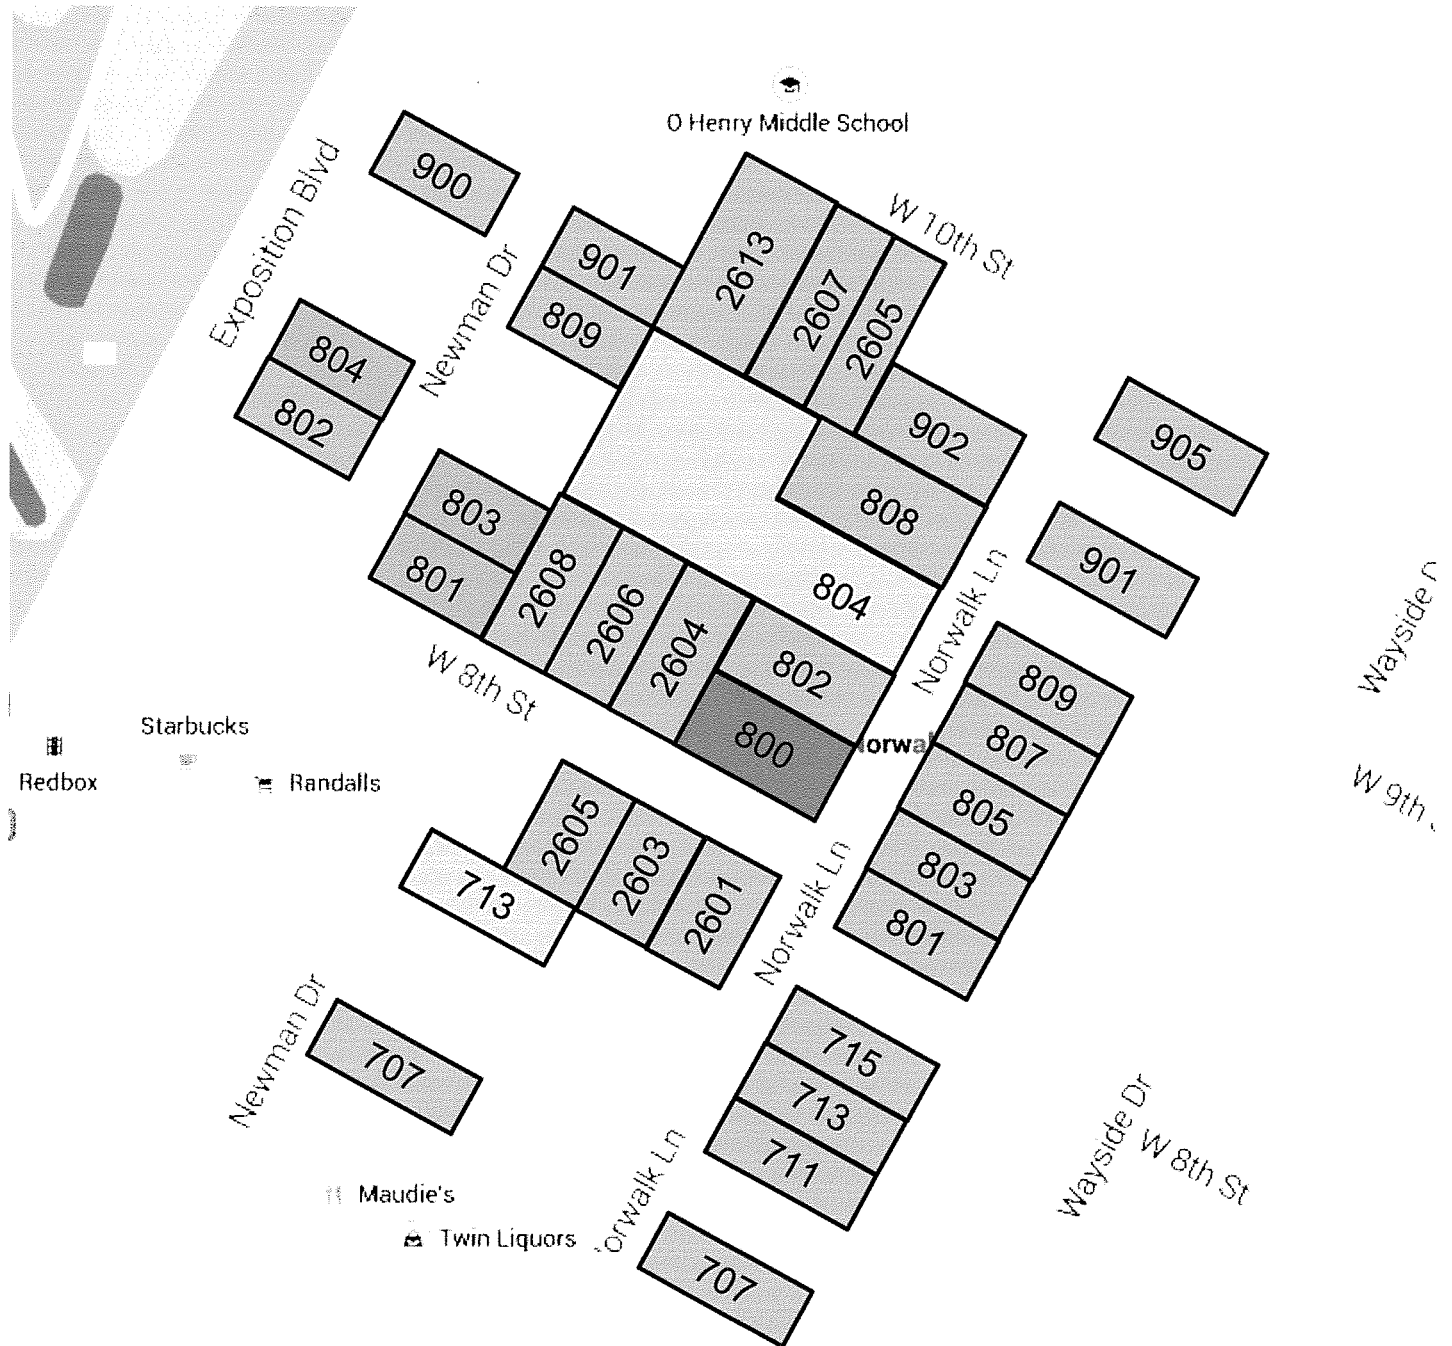 O Henry Middle School
900
W 10th St
Exposition Blvd
2613
901
Newman Dr
2607
809
2605
804
802
902
905
803
808
901
801
2608
804
Norwalk Ln
2606
Wayside
2604
802
809
W 8th St
Starbucks
800
807
Redbox
Randalls
W 9th
805
2605
2603
803
713
2601
Norwalk Ln
801
Newman Dr
715
707
713
Wayside Dr
711
W 8th St
Maudie's
Twin Liquors
orwalk Ln
707